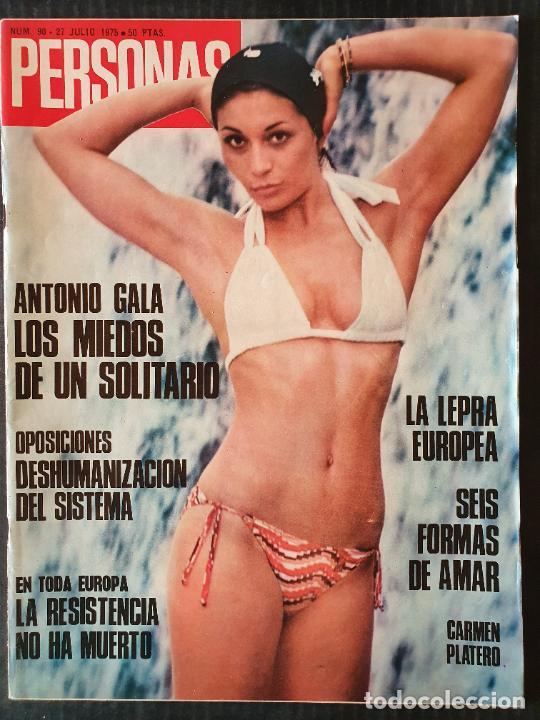 NUM. 90 - 27 JULIO 1975 ● 50 PTAS.
PERSONAS
ANTONIO GALA
LOS MIEDOS
DE UN SOLITARIO
OPOSICIONES
DESHUMANIZACION
DEL SISTEMA
EN TODA EUROPA
LA RESISTENCIA
NO HA MUERTO
LA LEPRA
EUROPEA
SEIS
FORMAS
DE AMAR
CARMEN
PLATERO
todocoleccion.net